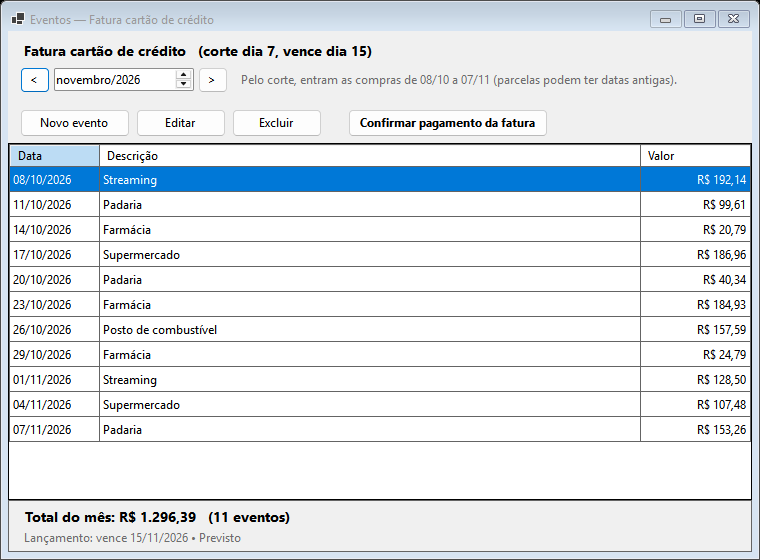 Eventos — Fatura cartão de crédito
Fatura cartão de crédito (corte dia 7, vence dia 15)
< novembro/2026 > Pelo corte, entram as compras de 08/10 a 07/11 (parcelas podem ter datas antigas).
Novo evento Editar Excluir Confirmar pagamento da fatura
Data Descrição Valor
08/10/2026 Streaming R$ 192,14
11/10/2026 Padaria R$ 99,61
14/10/2026 Farmácia R$ 20,79
17/10/2026 Supermercado R$ 186,96
20/10/2026 Padaria R$ 40,34
23/10/2026 Farmácia R$ 184,93
26/10/2026 Posto de combustível R$ 157,59
29/10/2026 Farmácia R$ 24,79
01/11/2026 Streaming R$ 128,50
04/11/2026 Supermercado R$ 107,48
07/11/2026 Padaria R$ 153,26
Total do mês: R$ 1.296,39 (11 eventos)
Lançamento: vence 15/11/2026 • Previsto